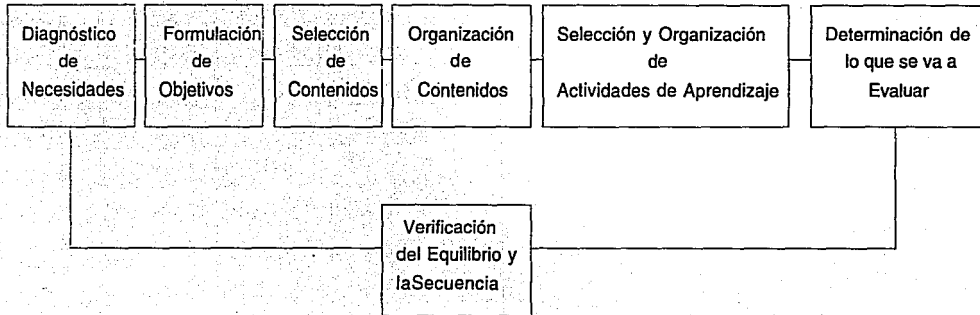 Diagnóstico
de
Necesidades
Formulación
de
Objetivos
Selección
de
Contenidos
Organización
de
Contenidos
Selección y Organización
de
Actividades de Aprendizaje
Determinación de
lo que se va a
Evaluar
Verificación
del Equilibrio y
laSecuencia